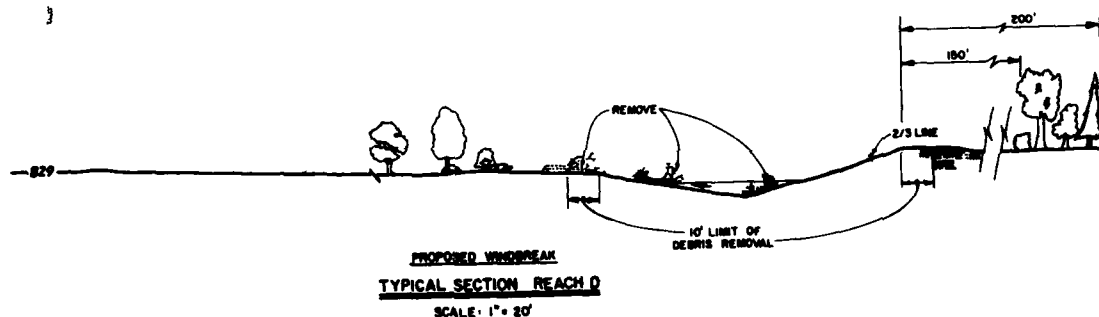 200'
180'
REMOVE
2/3 LINE
829
10' LIMIT OF
DEBRIS REMOVAL
PROPOSED WINDBREAK
TYPICAL SECTION REACH D
SCALE: 1" = 20'